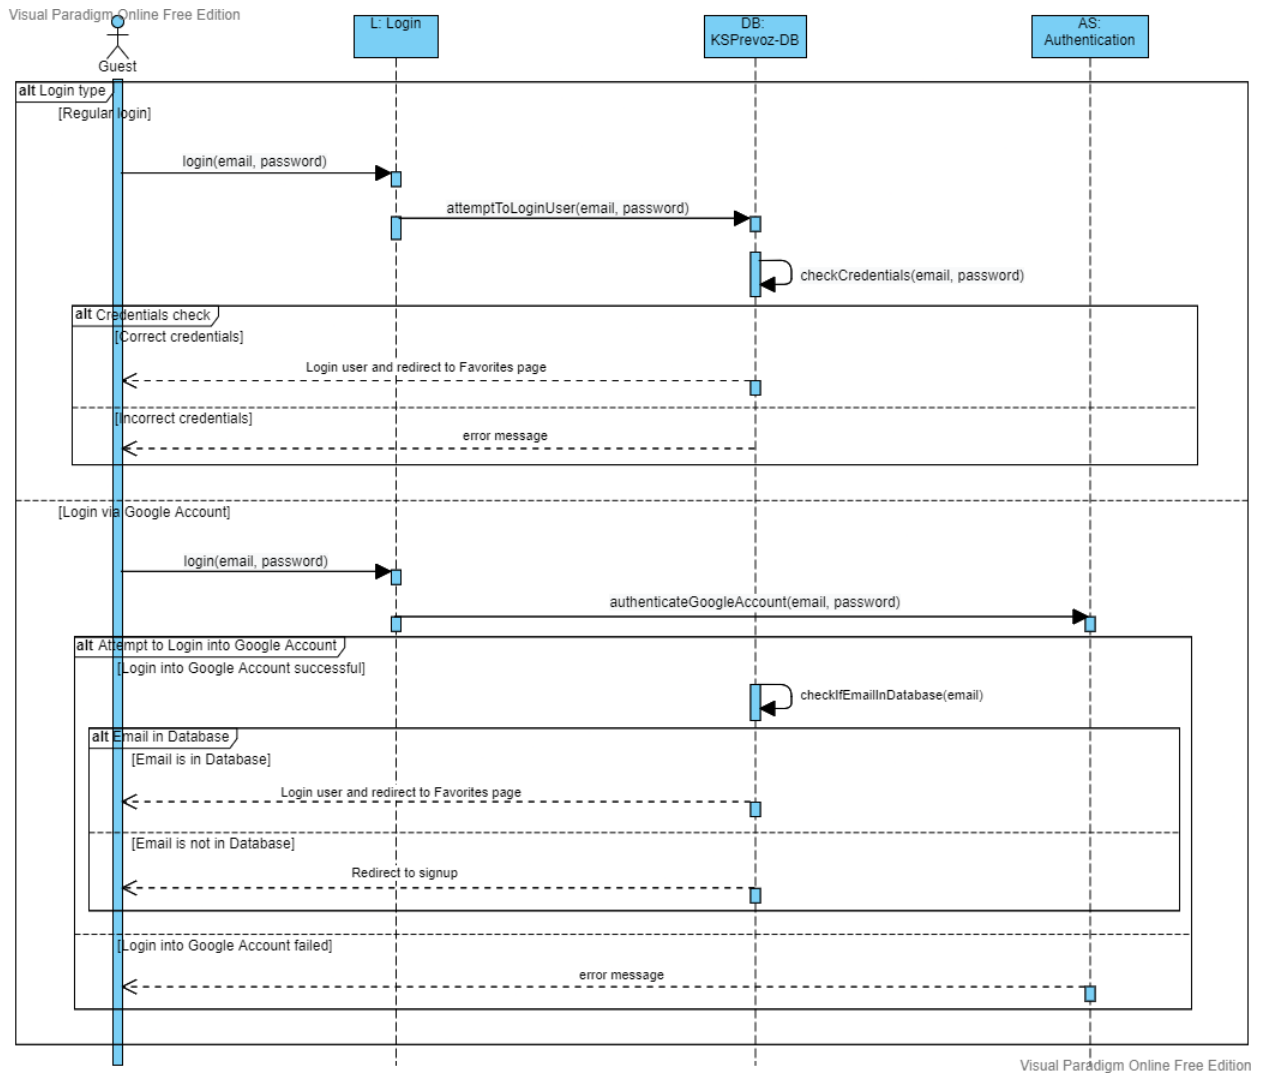 Visual Paradigm Online Free Edition
Guest
L: Login
DB:
KSPrevoz-DB
AS:
Authentication
alt Login type
[Regular login]
login(email, password)
attemptToLoginUser(email, password)
checkCredentials(email, password)
alt Credentials check
[Correct credentials]
Login user and redirect to Favorites page
[Incorrect credentials]
error message
[Login via Google Account]
login(email, password)
authenticateGoogleAccount(email, password)
alt Attempt to Login into Google Account
[Login into Google Account successful]
checkIfEmailInDatabase(email)
alt Email in Database
[Email is in Database]
Login user and redirect to Favorites page
[Email is not in Database]
Redirect to signup
[Login into Google Account failed]
error message
Visual Paradigm Online Free Edition